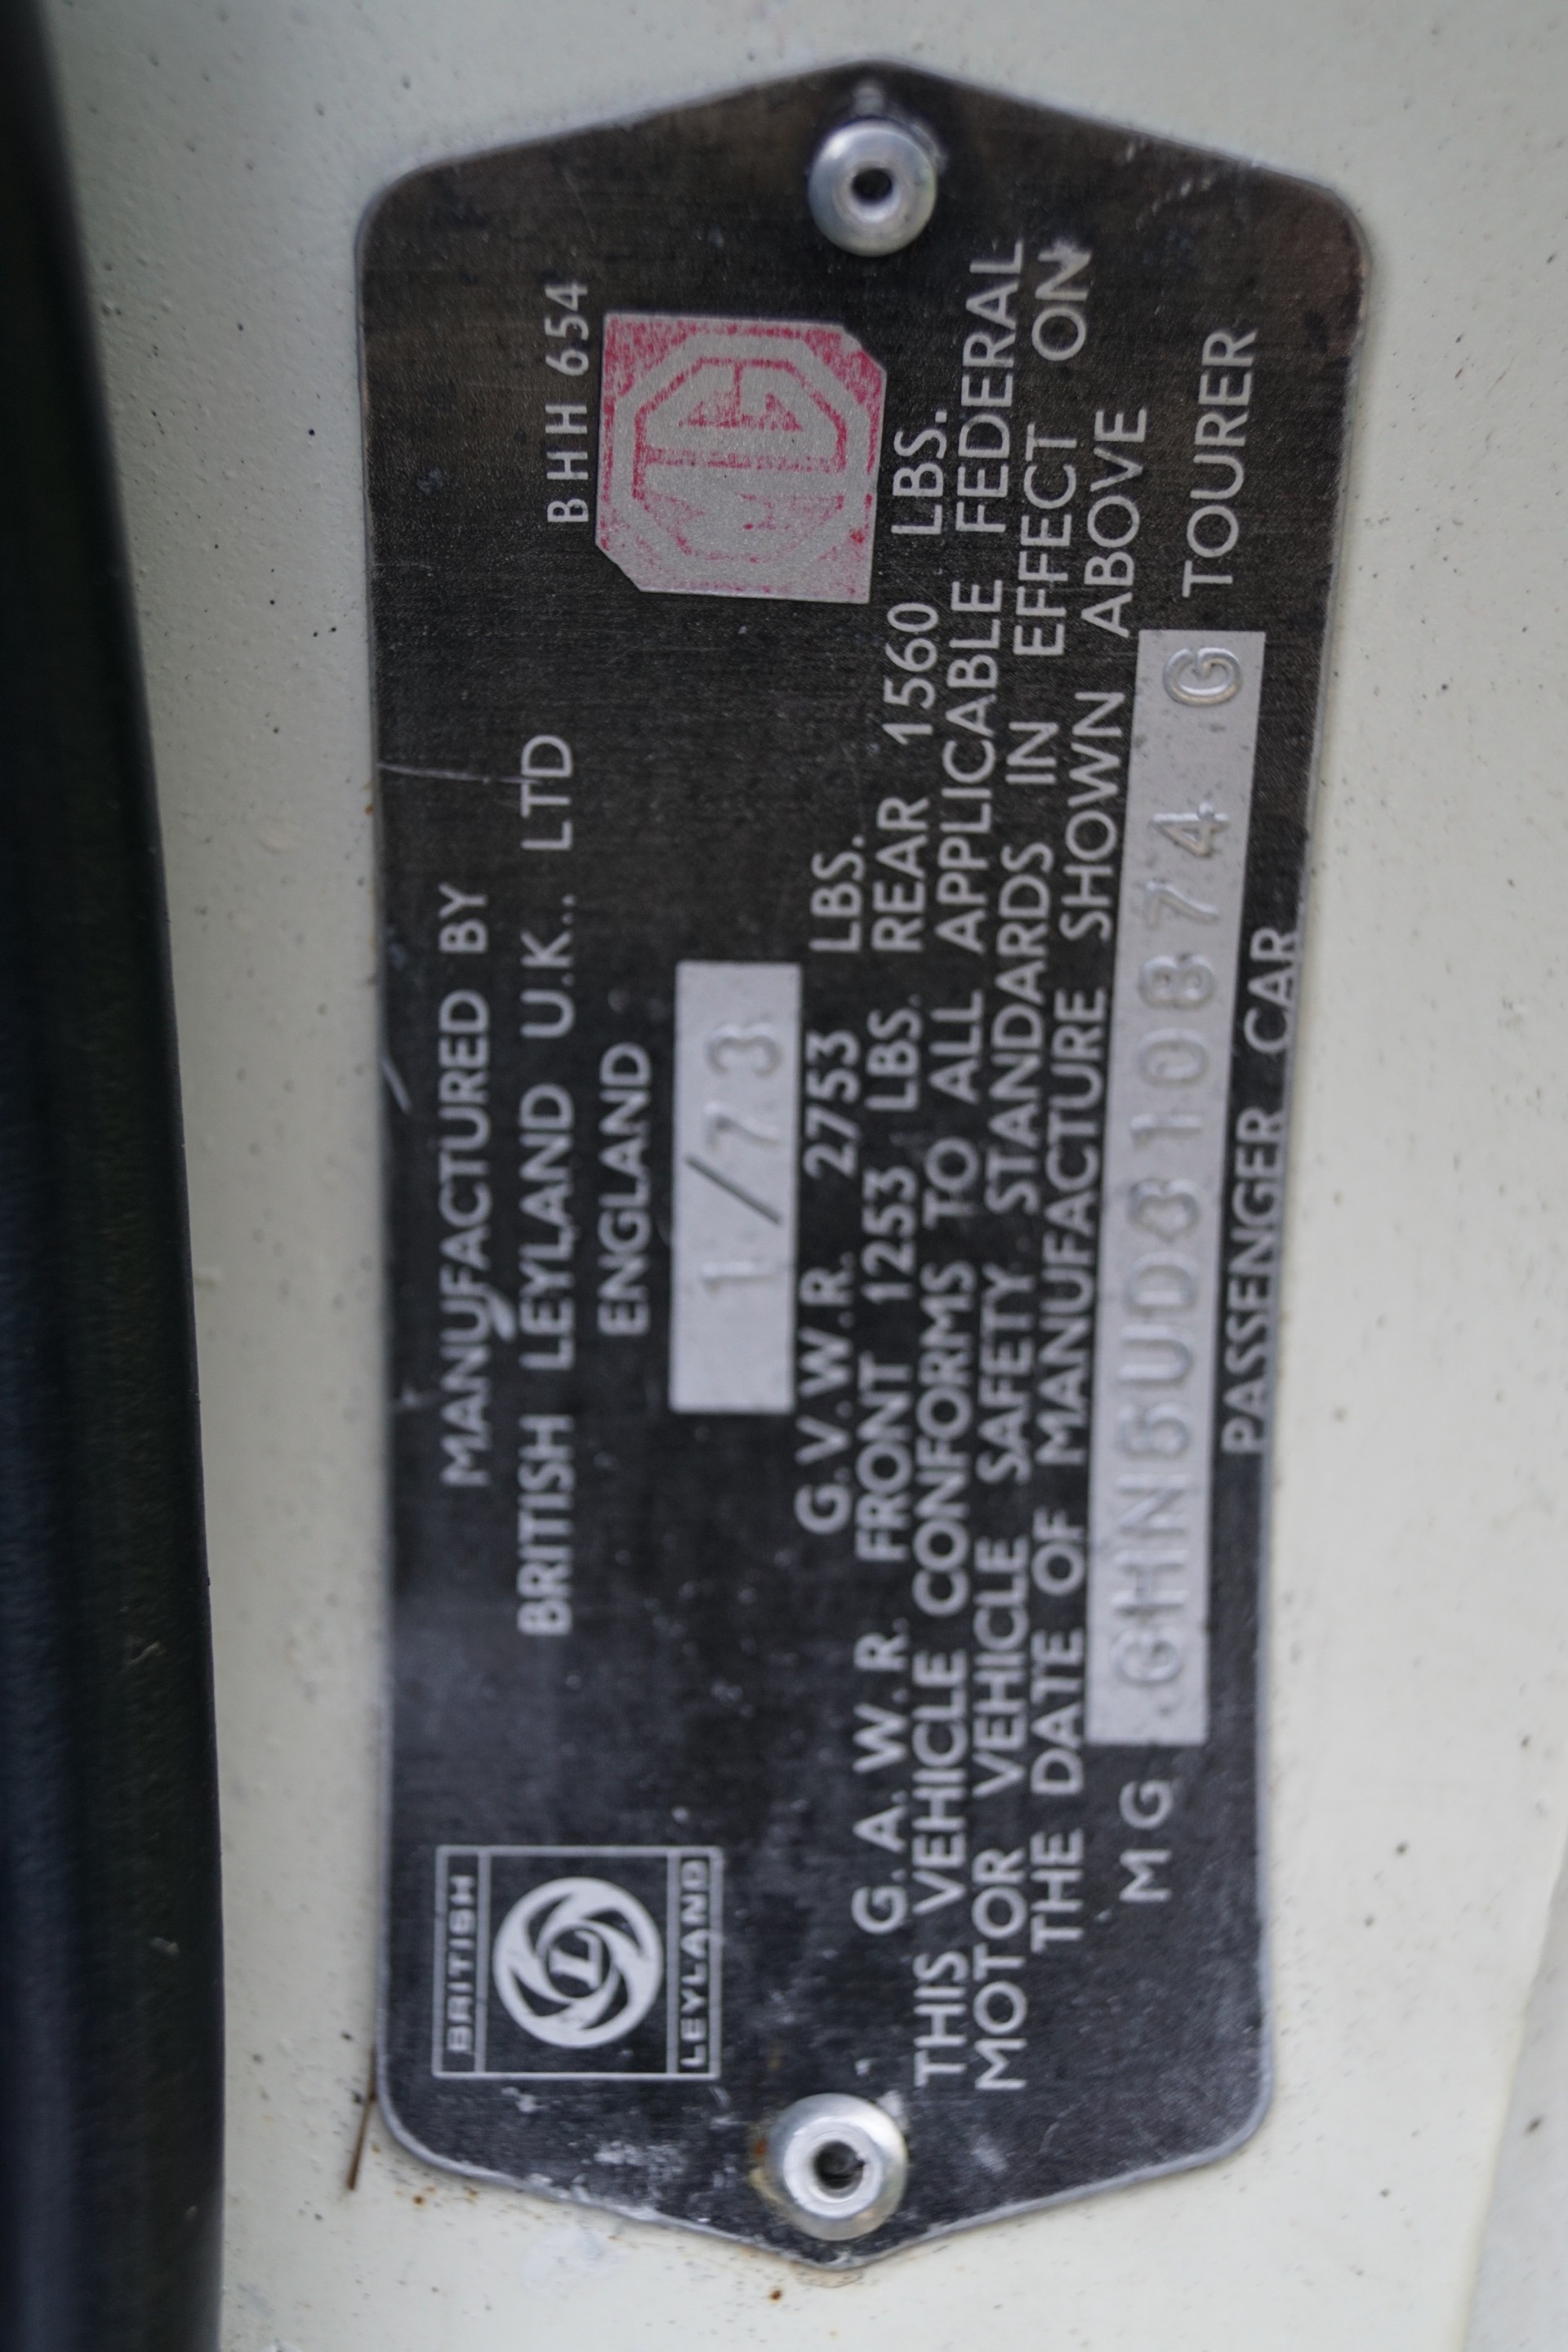 BRITISH
L
LEYLAND
BHH 654
MG
MANUFACTURED BY
BRITISH LEYLAND U.K.. LTD
ENGLAND
1/73
G.V.W.R. 2753 LBS.
G.A.W.R. FRONT 1253 LBS. REAR 1560 LBS.
THIS VEHICLE CONFORMS TO ALL APPLICABLE FEDERAL
MOTOR VEHICLE SAFETY STANDARDS IN EFFECT ON
THE DATE OF MANUFACTURE SHOWN ABOVE
MG GHN5UD310874 G TOURER
PASSENGER CAR